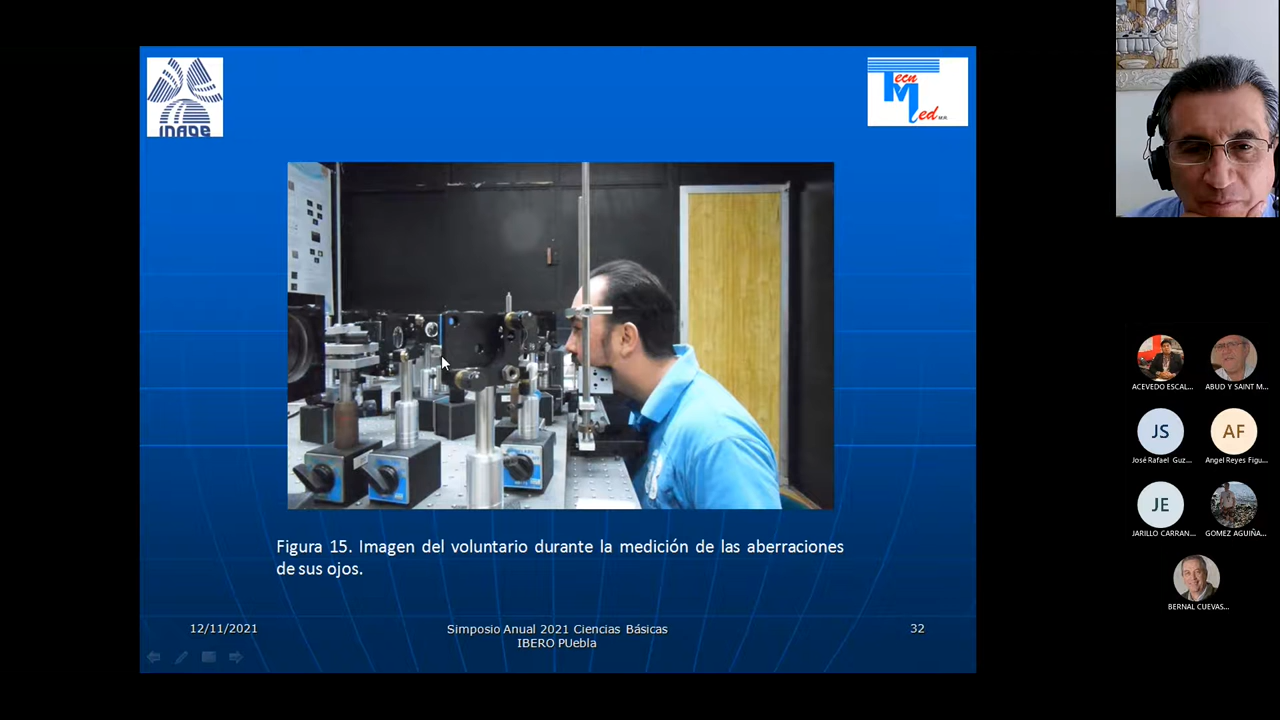 INAOE
Tecn
Med M.R.
Figura 15. Imagen del voluntario durante la medición de las aberraciones
de sus ojos.
12/11/2021
Simposio Anual 2021 Ciencias Básicas
IBERO PUebla
32
ACEVEDO ESCAL...
ABUD Y SAINT M...
JS
AF
José Rafael Guz...
Angel Reyes Figu...
JE
JARILLO CARRAN...
GOMEZ AGUIÑA...
BERNAL CUEVAS...